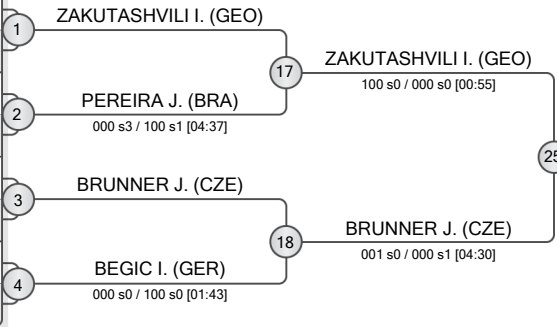 ZAKUTASHVILI I. (GEO)
1
17
ZAKUTASHVILI I. (GEO)
100 s0 / 000 s0 [00:55]
PEREIRA J. (BRA)
2
000 s3 / 100 s1 [04:37]
25
BRUNNER J. (CZE)
3
18
BRUNNER J. (CZE)
001 s0 / 000 s1 [04:30]
BEGIC I. (GER)
4
000 s0 / 100 s0 [01:43]